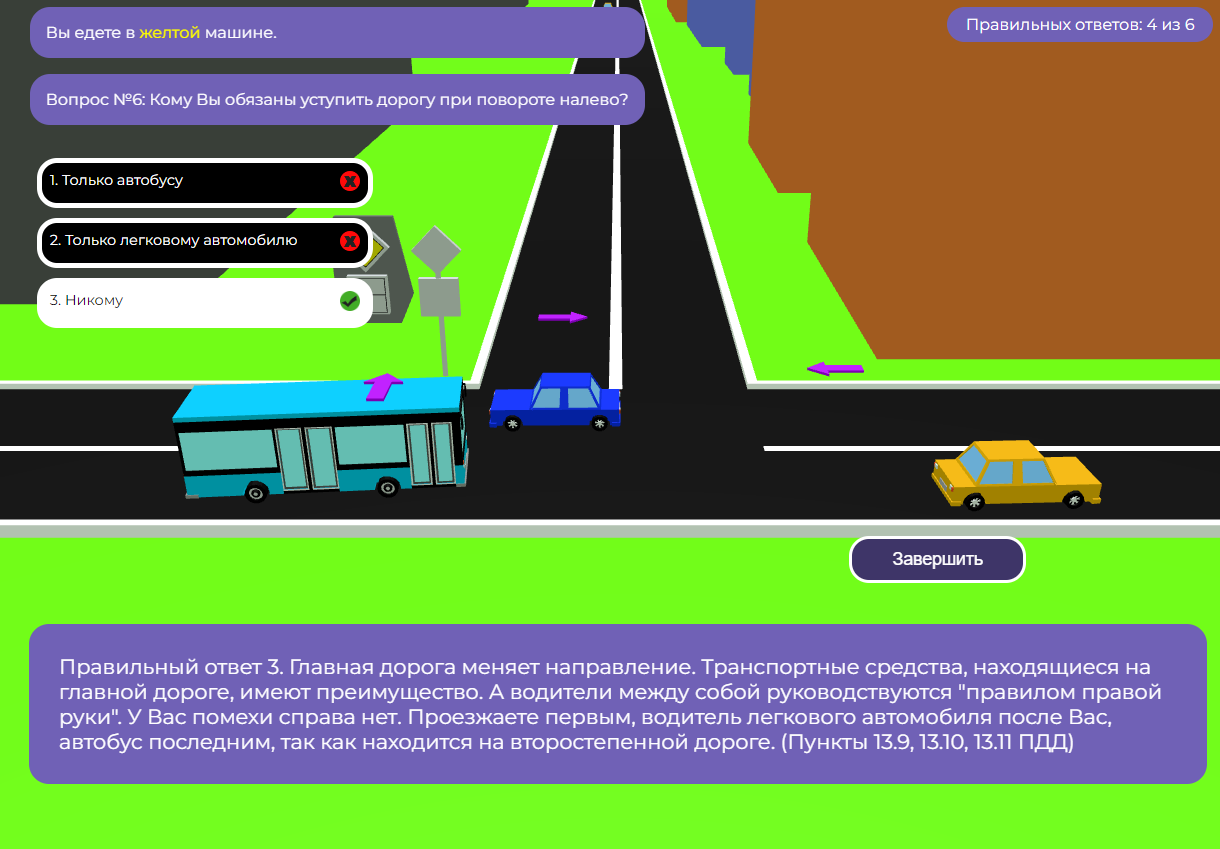 Вы едете в желтой машине.
Правильных ответов: 4 из 6
Вопрос №6: Кому Вы обязаны уступить дорогу при повороте налево?
1. Только автобусу
2. Только легковому автомобилю
3. Никому
Завершить
Правильный ответ 3. Главная дорога меняет направление. Транспортные средства, находящиеся на
главной дороге, имеют преимущество. А водители между собой руководствуются "правилом правой
руки". У Вас помехи справа нет. Проезжаете первым, водитель легкового автомобиля после Вас,
автобус последним, так как находится на второстепенной дороге. (Пункты 13.9, 13.10, 13.11 ПДД)